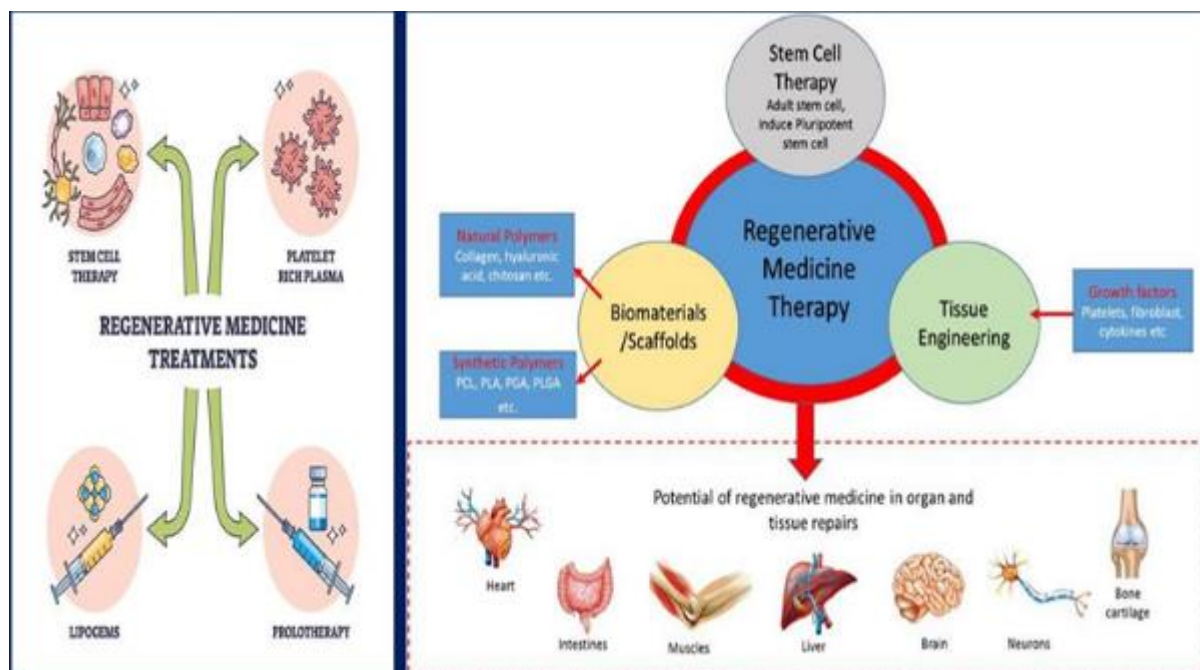 STEM CELL
THERAPY
PLATELET
RICH PLASMA
REGENERATIVE MEDICINE
TREATMENTS
LIPOGEMS
PROLOTHERAPY
Stem Cell
Therapy
Adult stem cell,
induce Pluripotent
stem cell
Regenerative
Medicine
Therapy
Natural Polymers
Collagen, hyaluronic
acid, chitosan etc.
Biomaterials
/Scaffolds
Synthetic Polymers
PCL, PLA, PGA, PLGA
etc.
Tissue
Engineering
Growth factors
Platelets, fibroblast,
cytokines etc
Potential of regenerative medicine in organ and
tissue repairs
Heart
Intestines
Muscles
Liver
Brain
Neurons
Bone
cartilage